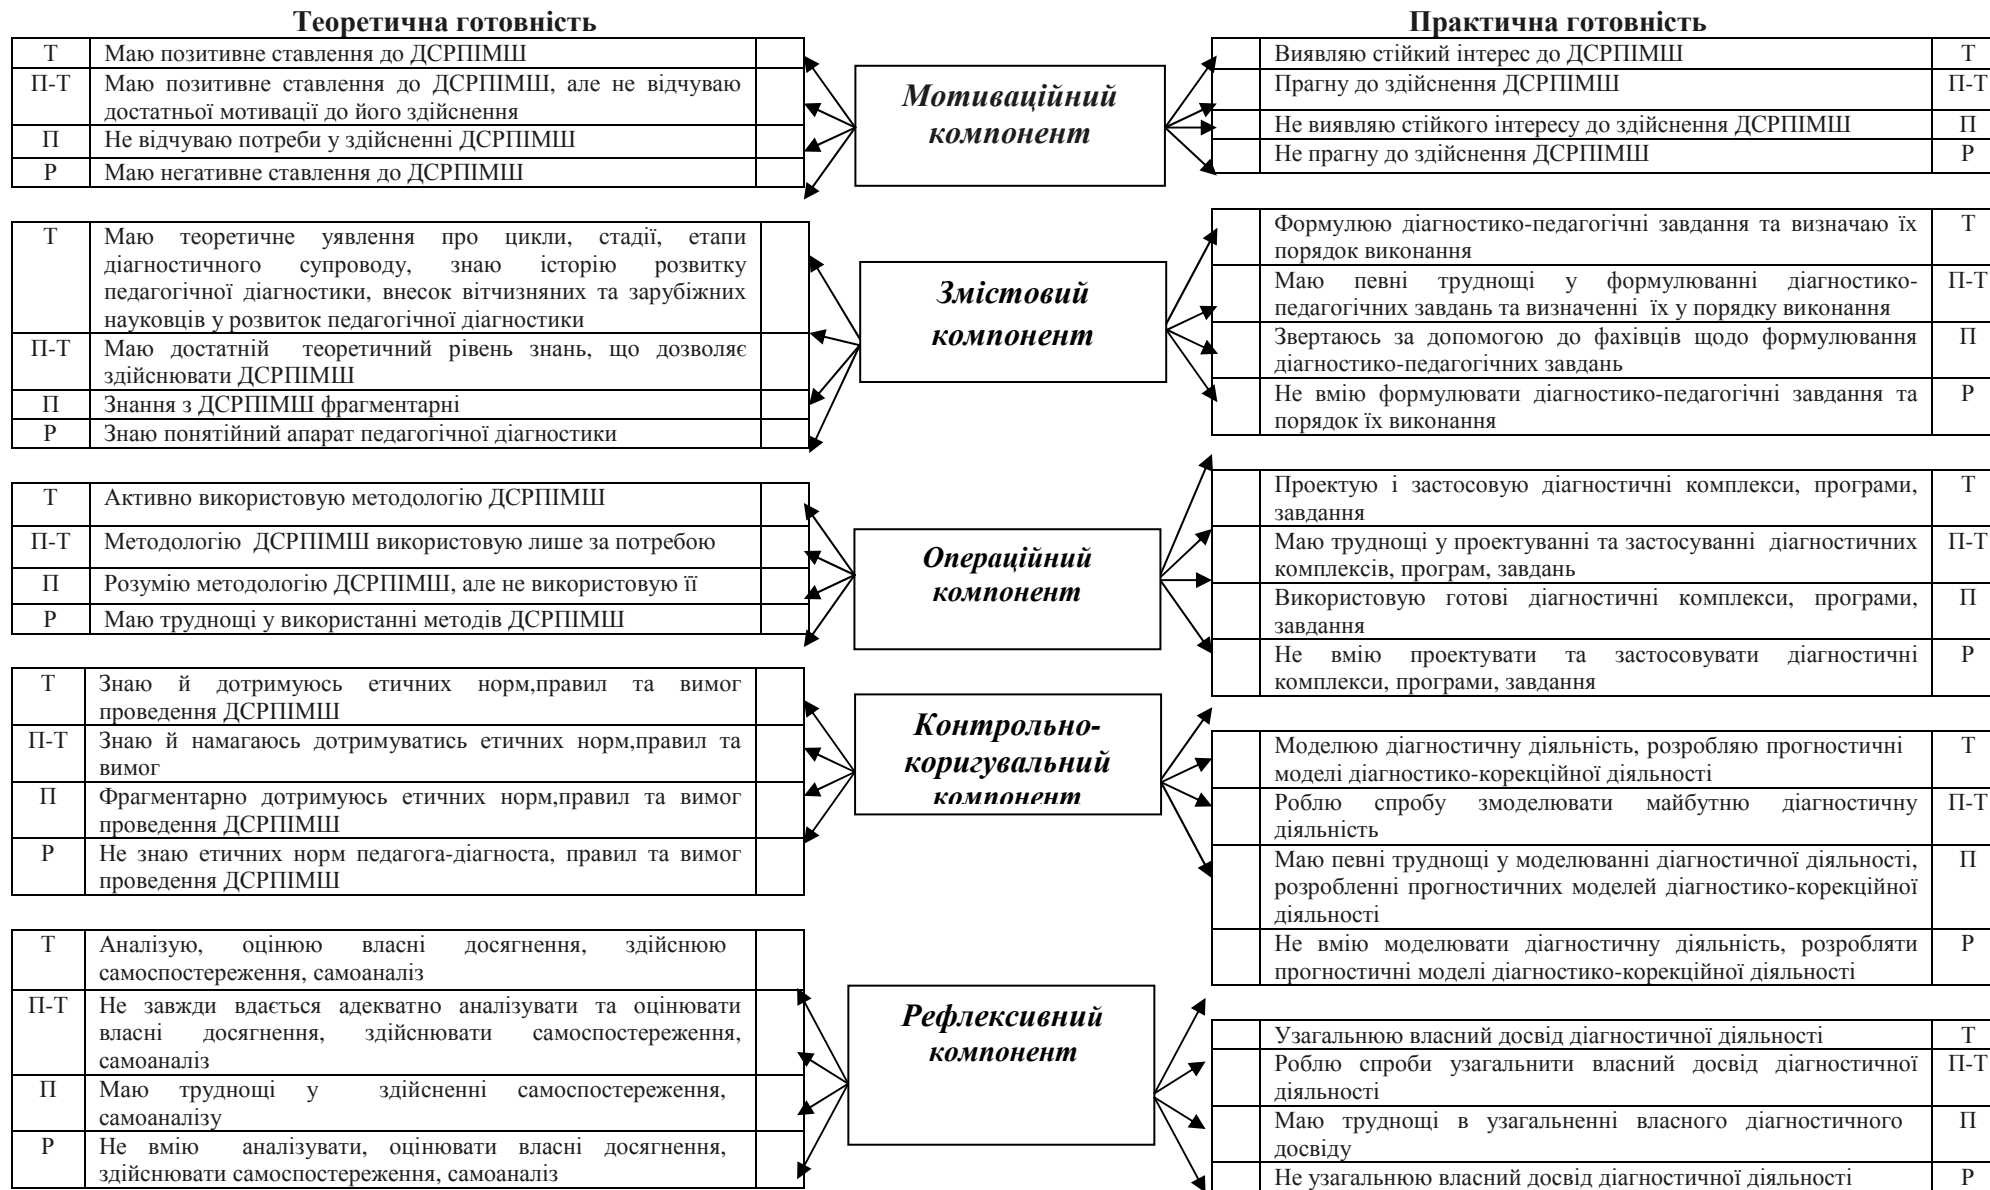 Теоретична готовність
Т Маю позитивне ставлення до ДСРПІМШ
П-Т Маю позитивне ставлення до ДСРПІМШ, але не відчуваю
достатньої мотивації до його здійснення
П Не відчуваю потреби у здійсненні ДСРПІМШ
Р Маю негативне ставлення до ДСРПІМШ
Т Маю теоретичне уявлення про цикли, стадії, етапи
діагностичного супроводу, знаю історію розвитку
педагогічної діагностики, внесок вітчизняних та зарубіжних
науковців у розвиток педагогічної діагностики
П-Т Маю достатній теоретичний рівень знань, що дозволяє
здійснювати ДСРПІМШ
П Знання з ДСРПІМШ фрагментарні
Р Знаю понятійний апарат педагогічної діагностики
Т Активно використовую методологію ДСРПІМШ
П-Т Методологію ДСРПІМШ використовую лише за потребою
П Розумію методологію ДСРПІМШ, але не використовую її
Р Маю труднощі у використанні методів ДСРПІМШ
Т Знаю й дотримуюсь етичних норм,правил та вимог
проведення ДСРПІМШ
П-Т Знаю й намагаюсь дотримуватись етичних норм,правил та
вимог
П Фрагментарно дотримуюсь етичних норм,правил та вимог
проведення ДСРПІМШ
Р Не знаю етичних норм педагога-діагноста, правил та вимог
проведення ДСРПІМШ
Т Аналізую, оцінюю власні досягнення, здійснюю
самоспостереження, самоаналіз
П-Т Не завжди вдається адекватно аналізувати та оцінювати
власні досягнення, здійснювати самоспостереження,
самоаналіз
П Маю труднощі у здійсненні самоспостереження,
самоаналізу
Р Не вмію аналізувати, оцінювати власні досягнення,
здійснювати самоспостереження, самоаналіз
Мотиваційний
компонент
Змістовий
компонент
Операційний
компонент
Контрольно-
коригувальний
компонент
Рефлексивний
компонент
Практична готовність
Виявляю стійкий інтерес до ДСРПІМШ Т
Прагну до здійснення ДСРПІМШ П-Т
Не виявляю стійкого інтересу до здійснення ДСРПІМШ П
Не прагну до здійснення ДСРПІМШ Р
Формулюю діагностико-педагогічні завдання та визначаю їх Т
порядок виконання
Маю певні труднощі у формулюванні діагностико- П-Т
педагогічних завдань та визначенні їх у порядку виконання
Звертаюсь за допомогою до фахівців щодо формулювання П
діагностико-педагогічних завдань
Не вмію формулювати діагностико-педагогічні завдання та Р
порядок їх виконання
Проектую і застосовую діагностичні комплекси, програми, Т
завдання
Маю труднощі у проектуванні та застосуванні діагностичних П-Т
комплексів, програм, завдань
Використовую готові діагностичні комплекси, програми, П
завдання
Не вмію проектувати та застосовувати діагностичні Р
комплекси, програми, завдання
Моделюю діагностичну діяльність, розробляю прогностичні Т
моделі діагностико-корекційної діяльності
Роблю спробу змоделювати майбутню діагностичну П-Т
діяльність
Маю певні труднощі у моделюванні діагностичної діяльності, П
розробленні прогностичних моделей діагностико-корекційної
діяльності
Не вмію моделювати діагностичну діяльність, розробляти Р
прогностичні моделі діагностико-корекційної діяльності
Узагальнюю власний досвід діагностичної діяльності Т
Роблю спроби узагальнити власний досвід діагностичної П-Т
діяльності
Маю труднощі в узагальненні власного діагностичного П
досвіду
Не узагальнюю власний досвід діагностичної діяльності Р